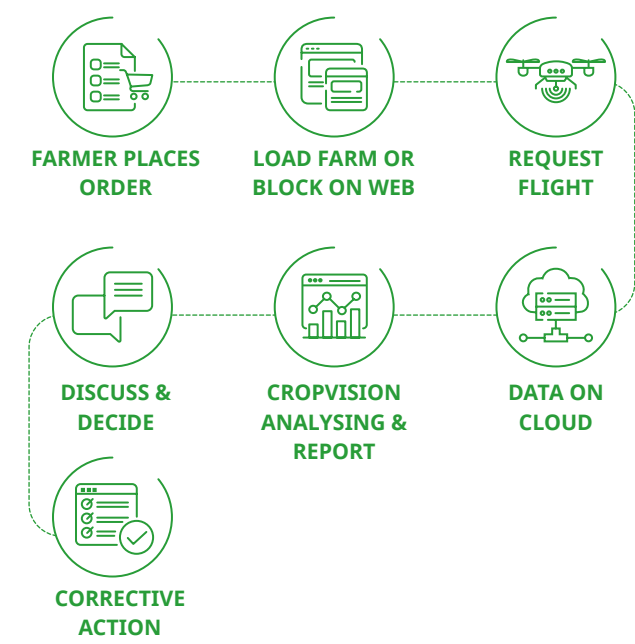 FARMER PLACES
ORDER
LOAD FARM OR
BLOCK ON WEB
REQUEST
FLIGHT
DATA ON
CLOUD
CROPVISION
ANALYSING &
REPORT
DISCUSS &
DECIDE
CORRECTIVE
ACTION